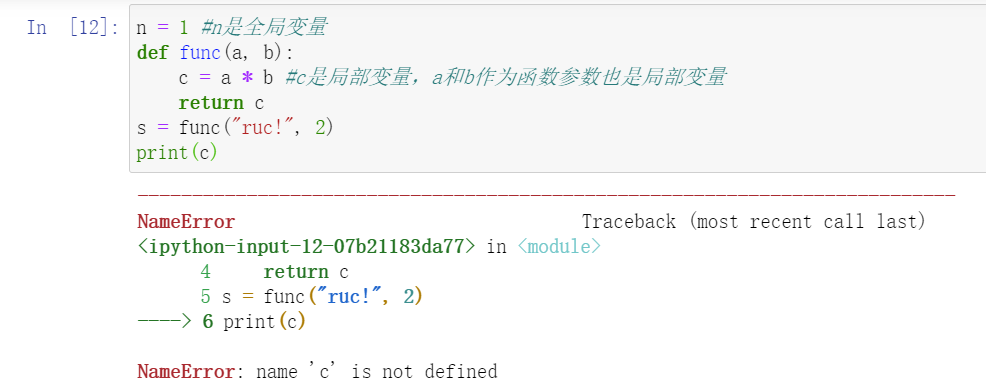 In [12]: n = 1 #n是全局变量
def func(a, b):
    c = a * b #c是局部变量，a和b作为函数参数也是局部变量
    return c
s = func("ruc!", 2)
print(c)
---------------------------------------------------------------------------
NameError                                 Traceback (most recent call last)
<ipython-input-12-07b21183da77> in <module>
      4     return c
      5 s = func("ruc!", 2)
----> 6 print(c)
NameError: name 'c' is not defined